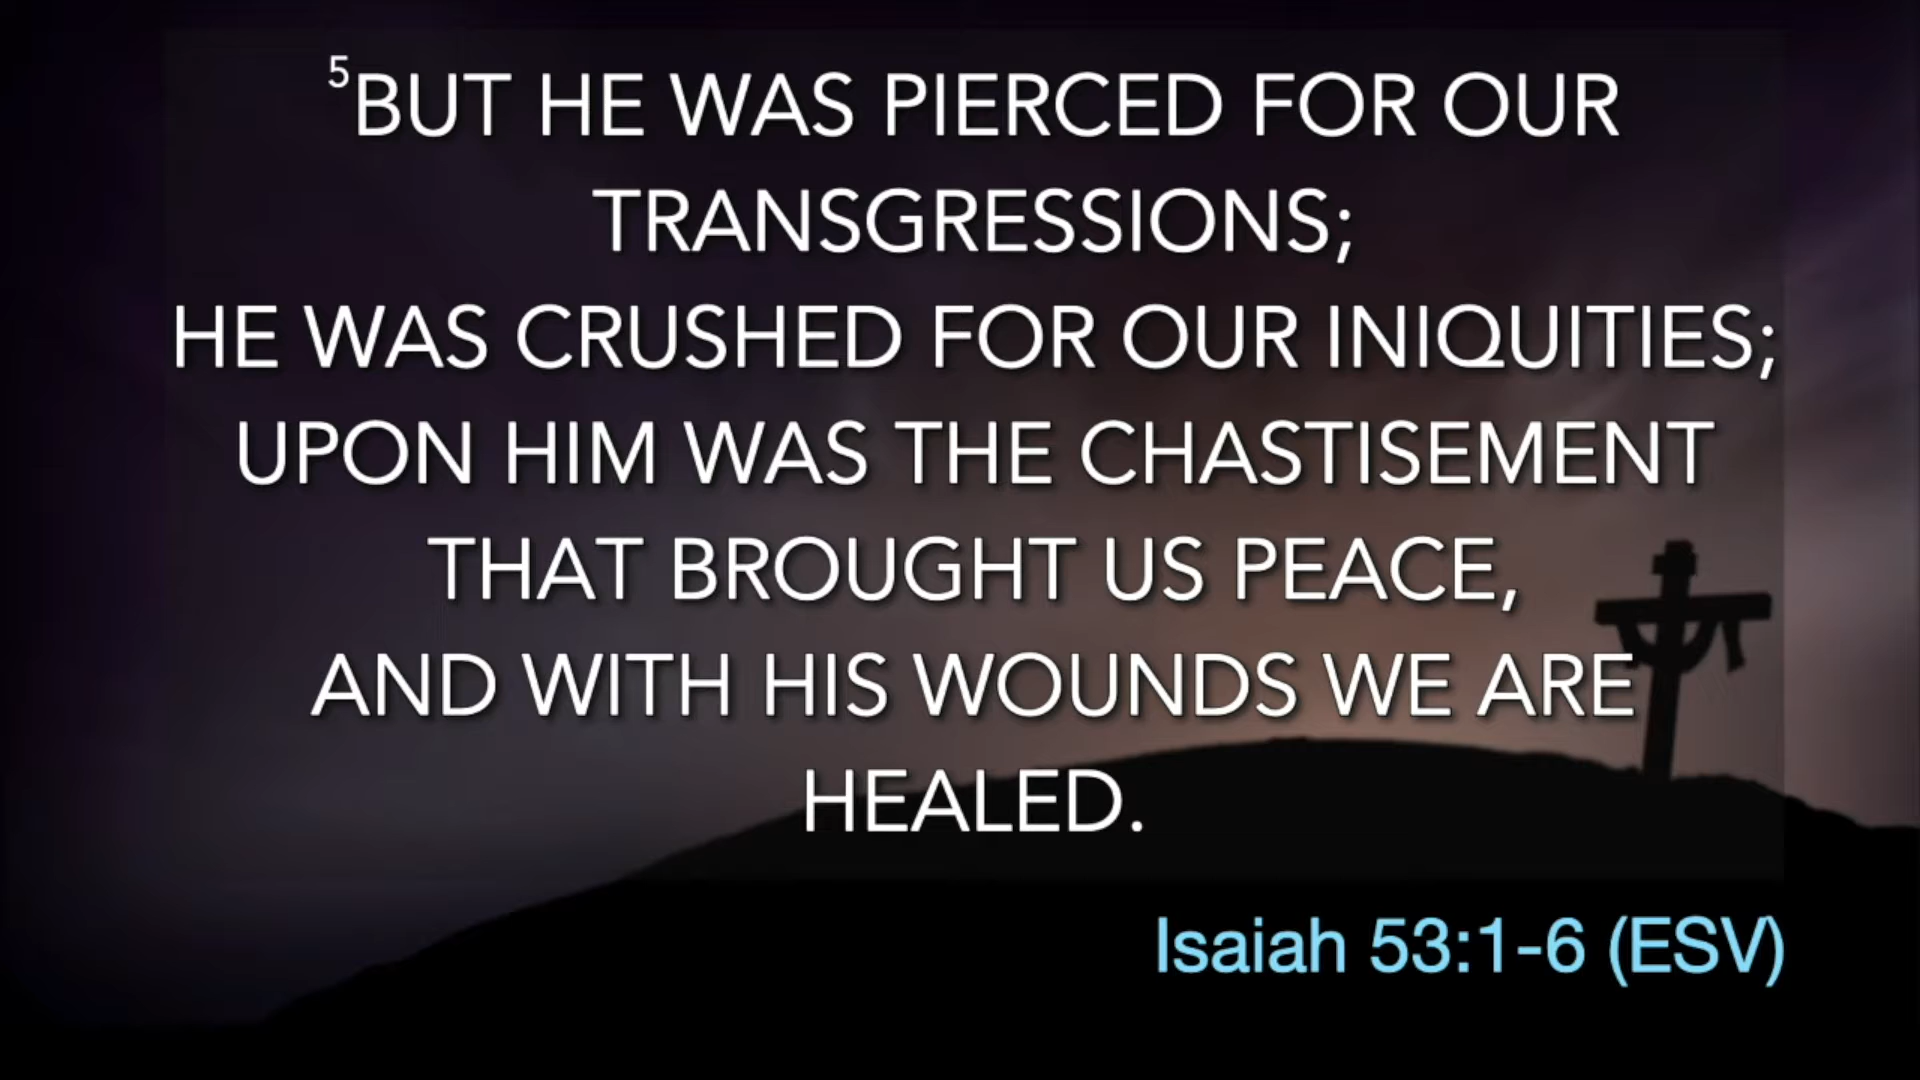 5BUT HE WAS PIERCED FOR OUR
TRANSGRESSIONS;
HE WAS CRUSHED FOR OUR INIQUITIES;
UPON HIM WAS THE CHASTISEMENT
THAT BROUGHT US PEACE,
AND WITH HIS WOUNDS WE ARE
HEALED.
Isaiah 53:1-6 (ESV)